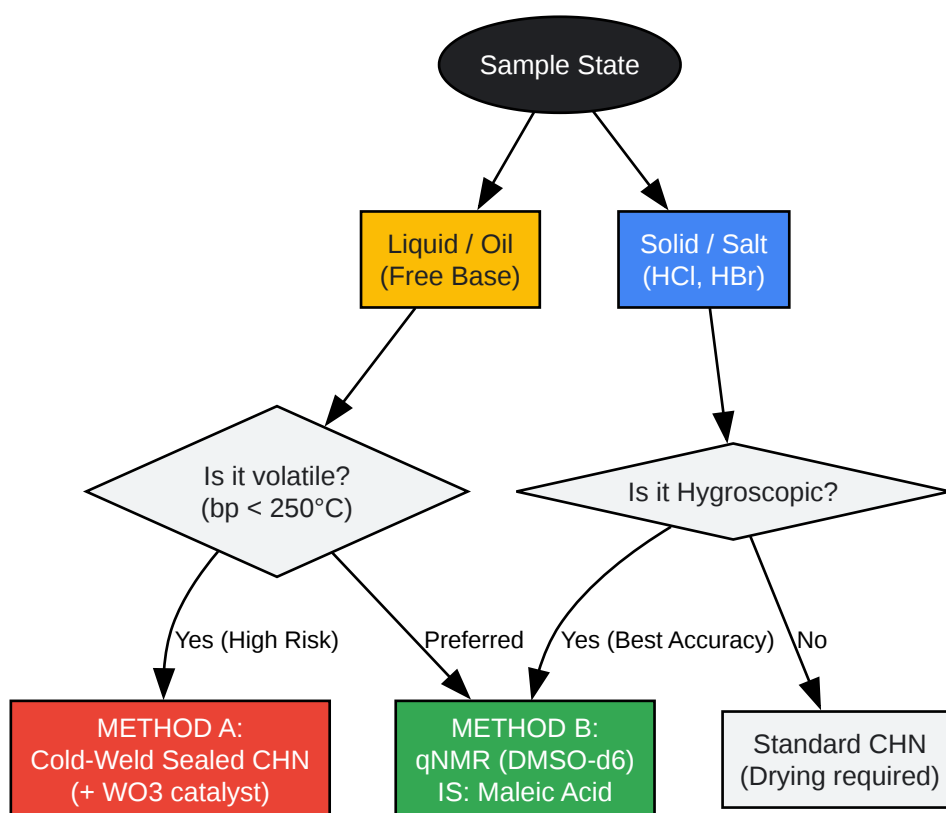 Sample State
Liquid / Oil
(Free Base)
Solid / Salt
(HCl, HBr)
Is it volatile?
(bp < 250°C)
Is it Hygroscopic?
Yes (High Risk)
Preferred
Yes (Best Accuracy)
No
METHOD A:
Cold-Weld Sealed CHN
(+ WO3 catalyst)
METHOD B:
qNMR (DMSO-d6)
IS: Maleic Acid
Standard CHN
(Drying required)